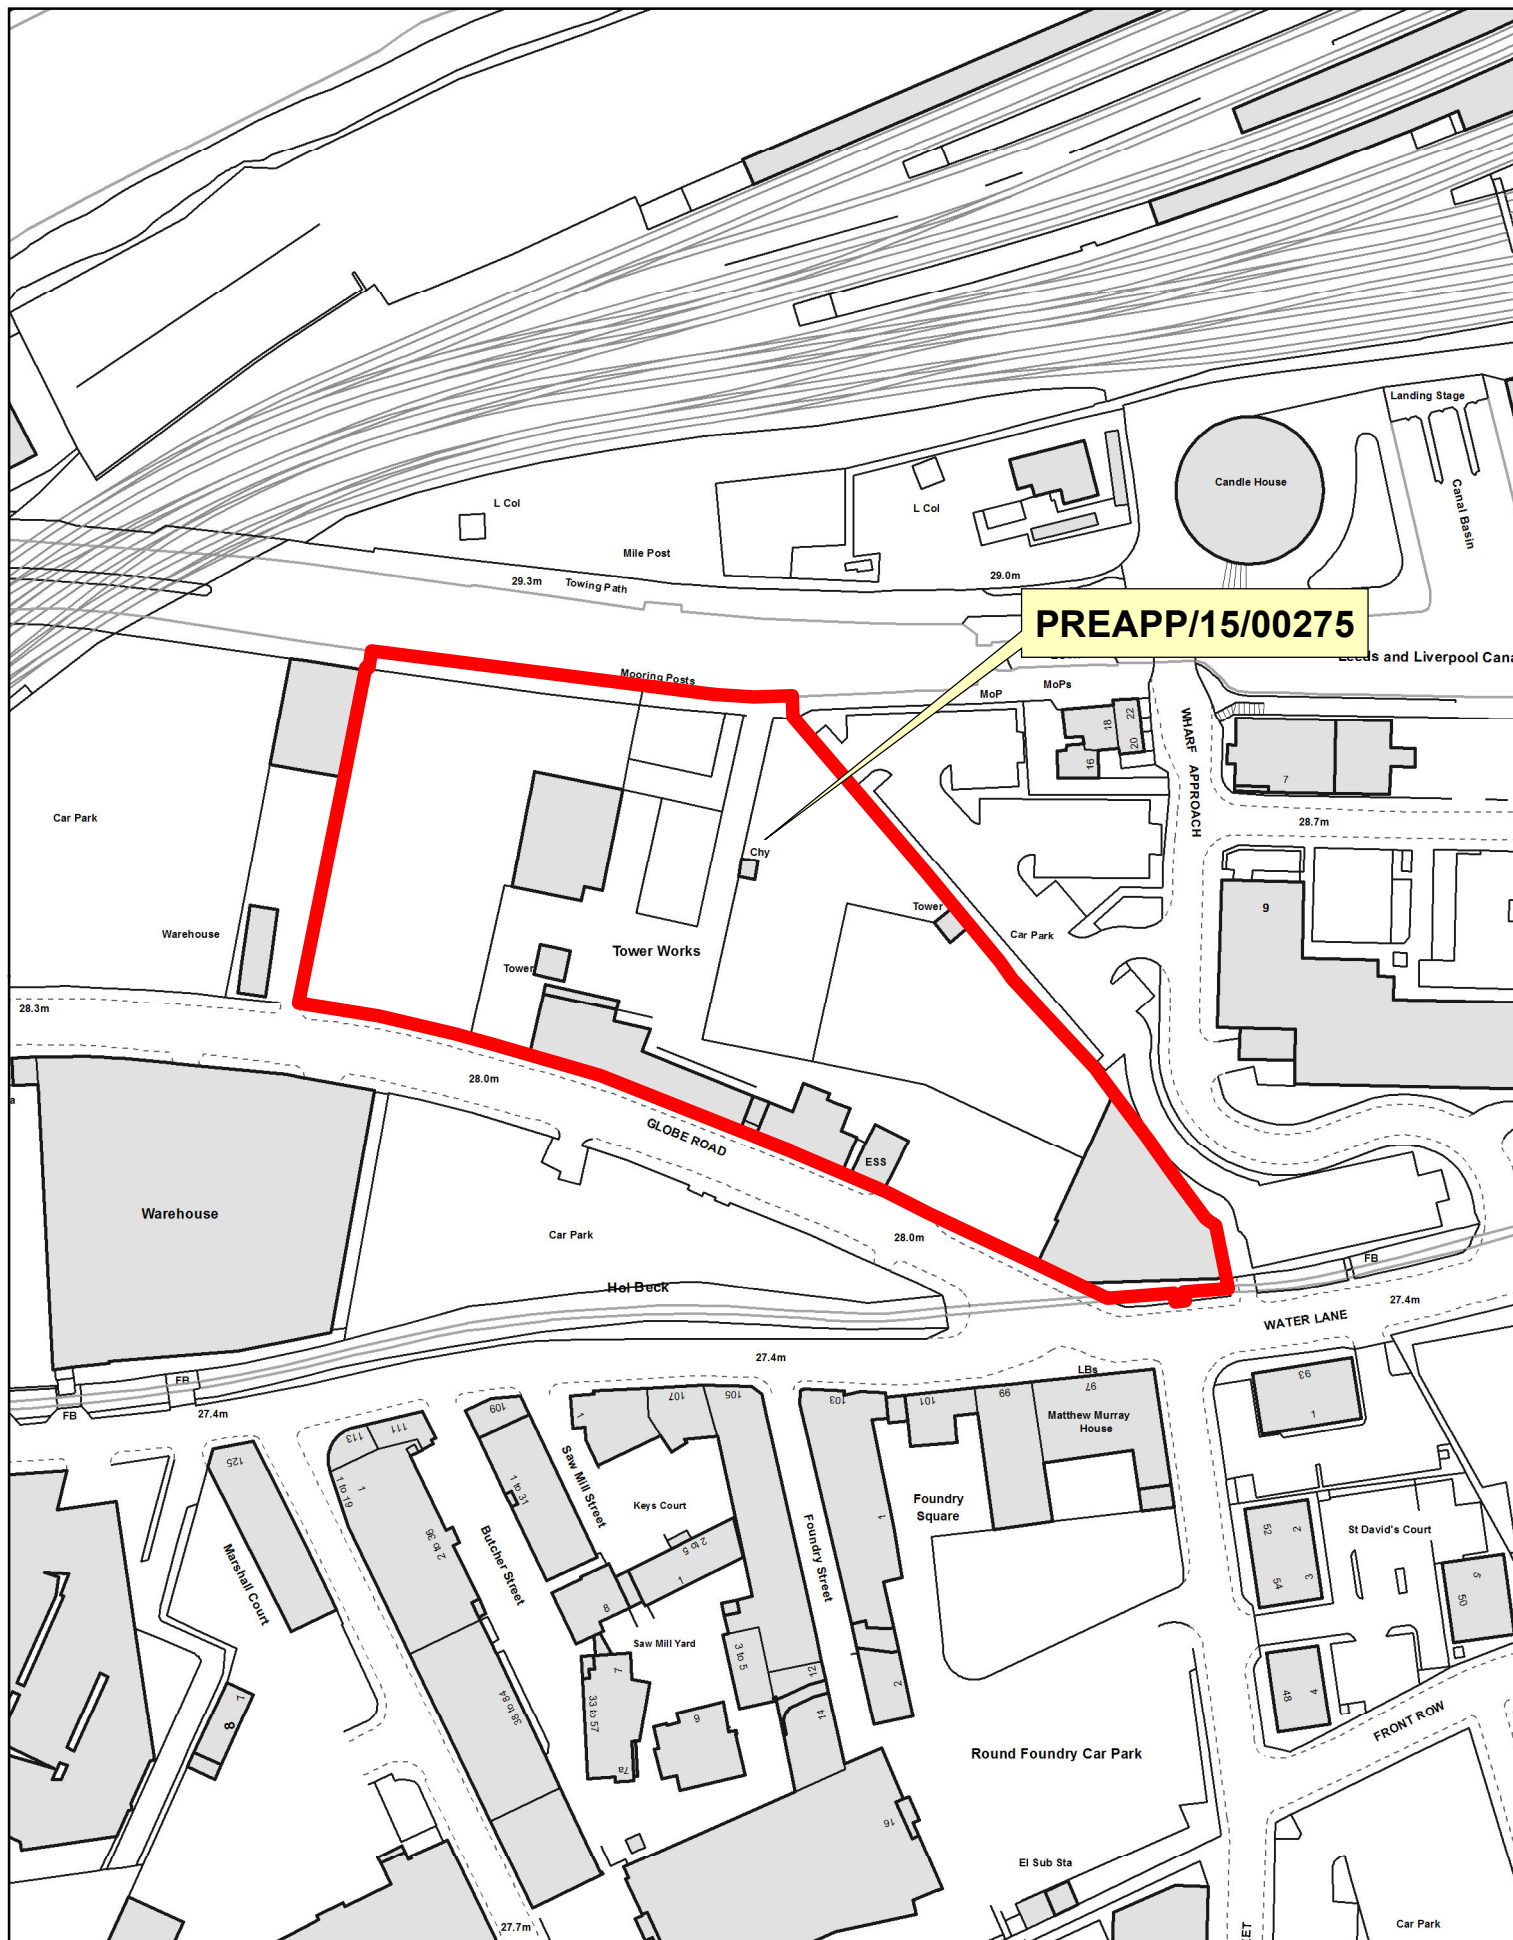 Landing Stage
Candle House
Canal Basin
L Col
L Col
Mile Post
29.3m
Towing Path
29.0m
PREAPP/15/00275
Leeds and Liverpool Cana
Mooring Posts
MoP
MoPs
WHARF APPROACH
18
22
20
16
7
28.7m
Car Park
Chy
Tower
Car Park
9
Warehouse
Tower Works
Tower
28.3m
28.0m
GLOBE ROAD
ESS
a
Warehouse
Car Park
28.0m
Hol Beck
FB
27.4m
WATER LANE
27.4m
LBs
FB
FB
27.4m
125
113
111
109
1
107
105
103
101
99
97
Matthew Murray
House
93
1
1 to 19
1
2 to 36
1 to 31
Saw Mill Street
Keys Court
Foundry
Square
1
Foundry Street
Butcher Street
Marshall Court
2 to 5
1
8
52
2
54
3
St David's Court
5
50
Saw Mill Yard
3 to 5
12
2
14
7
33 to 57
7a
6
38 to 84
7
8
48
4
FRONT ROW
Round Foundry Car Park
16
El Sub Sta
27.7m
EET
Car Park